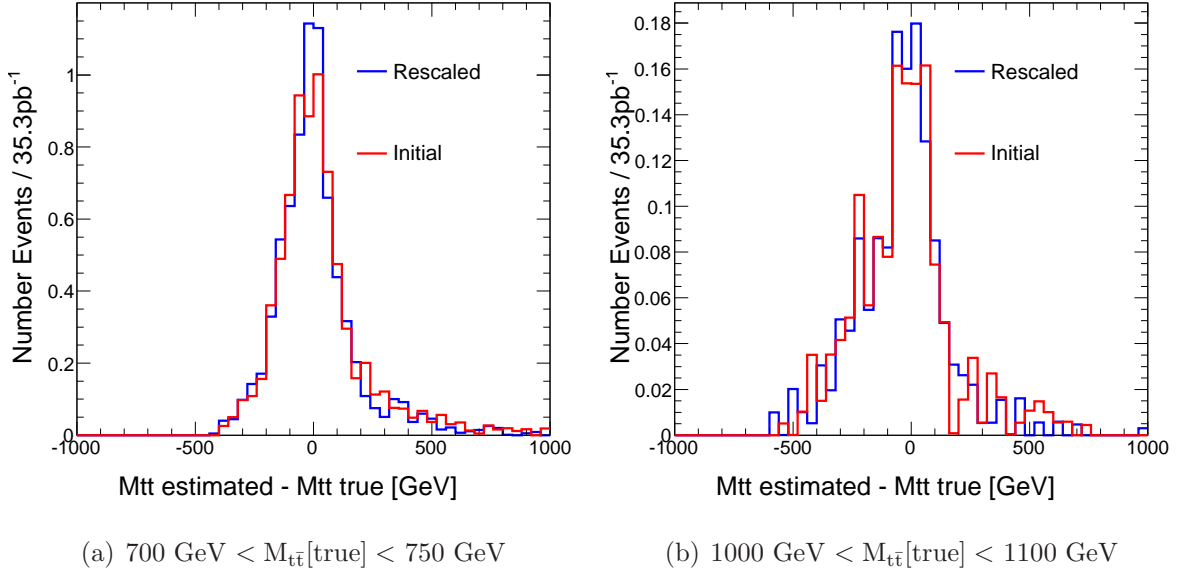 Number Events / 35.3pb⁻¹
1
0.8
0.6
0.4
0.2
0
-1000
-500
0
500
1000
Rescaled
Initial
Mtt estimated - Mtt true [GeV]
(a) 700 GeV < M_{tt̄}[true] < 750 GeV
Number Events / 35.3pb⁻¹
0.18
0.16
0.14
0.12
0.1
0.08
0.06
0.04
0.02
0
-1000
-500
0
500
1000
Rescaled
Initial
Mtt estimated - Mtt true [GeV]
(b) 1000 GeV < M_{tt̄}[true] < 1100 GeV